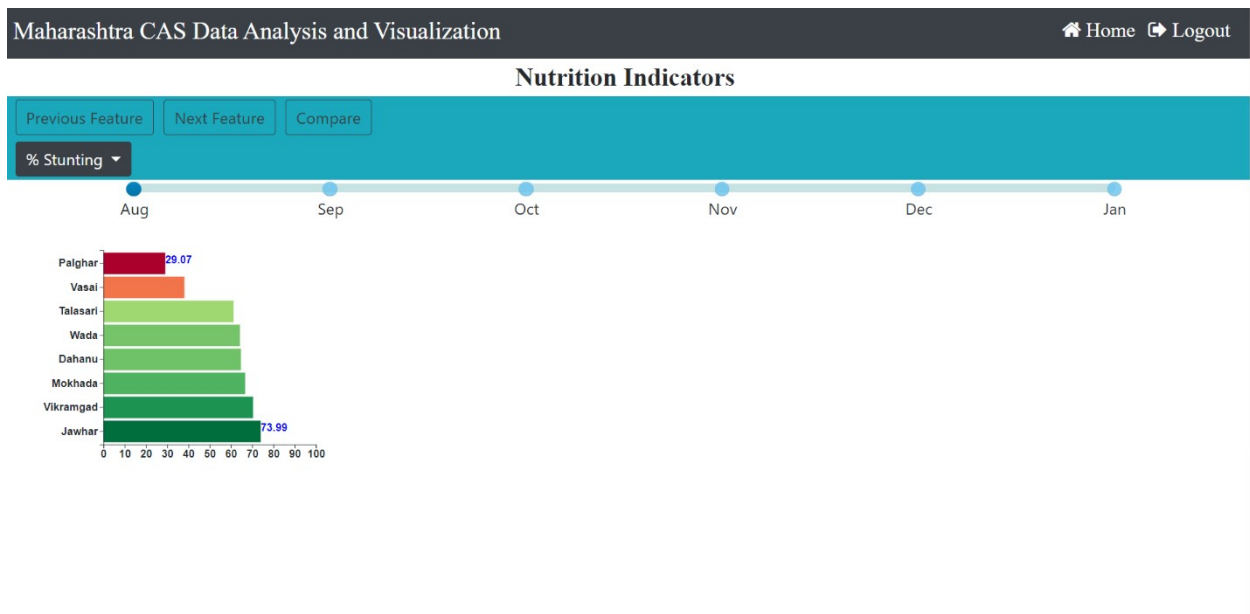 Maharashtra CAS Data Analysis and Visualization Home Logout
Nutrition Indicators
Previous Feature Next Feature Compare
% Stunting
Aug Sep Oct Nov Dec Jan
Palghar 29.07
Vasai
Talasari
Wada
Dahanu
Mokhada
Vikramgad
Jawhar 73.99
0 10 20 30 40 50 60 70 80 90 100